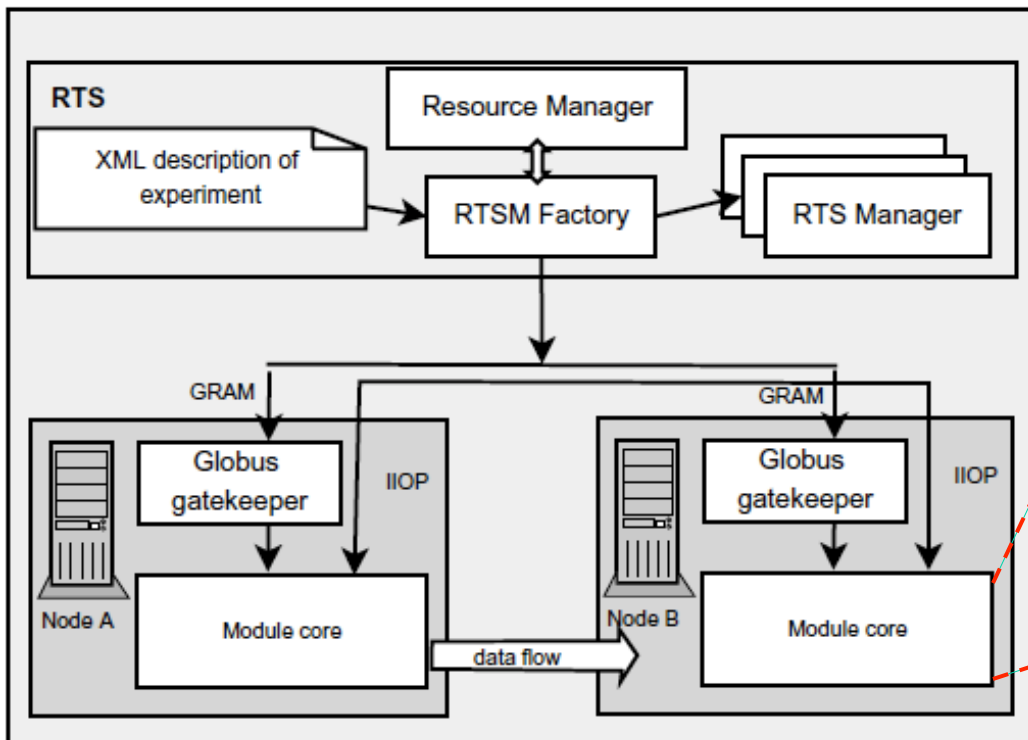 RTS
Resource Manager
XML description of
experiment
RTSM Factory
RTS Manager
GRAM
GRAM
Globus
gatekeeper
IIOP
Globus
gatekeeper
IIOP
Node A
Module core
Node B
Module core
data flow